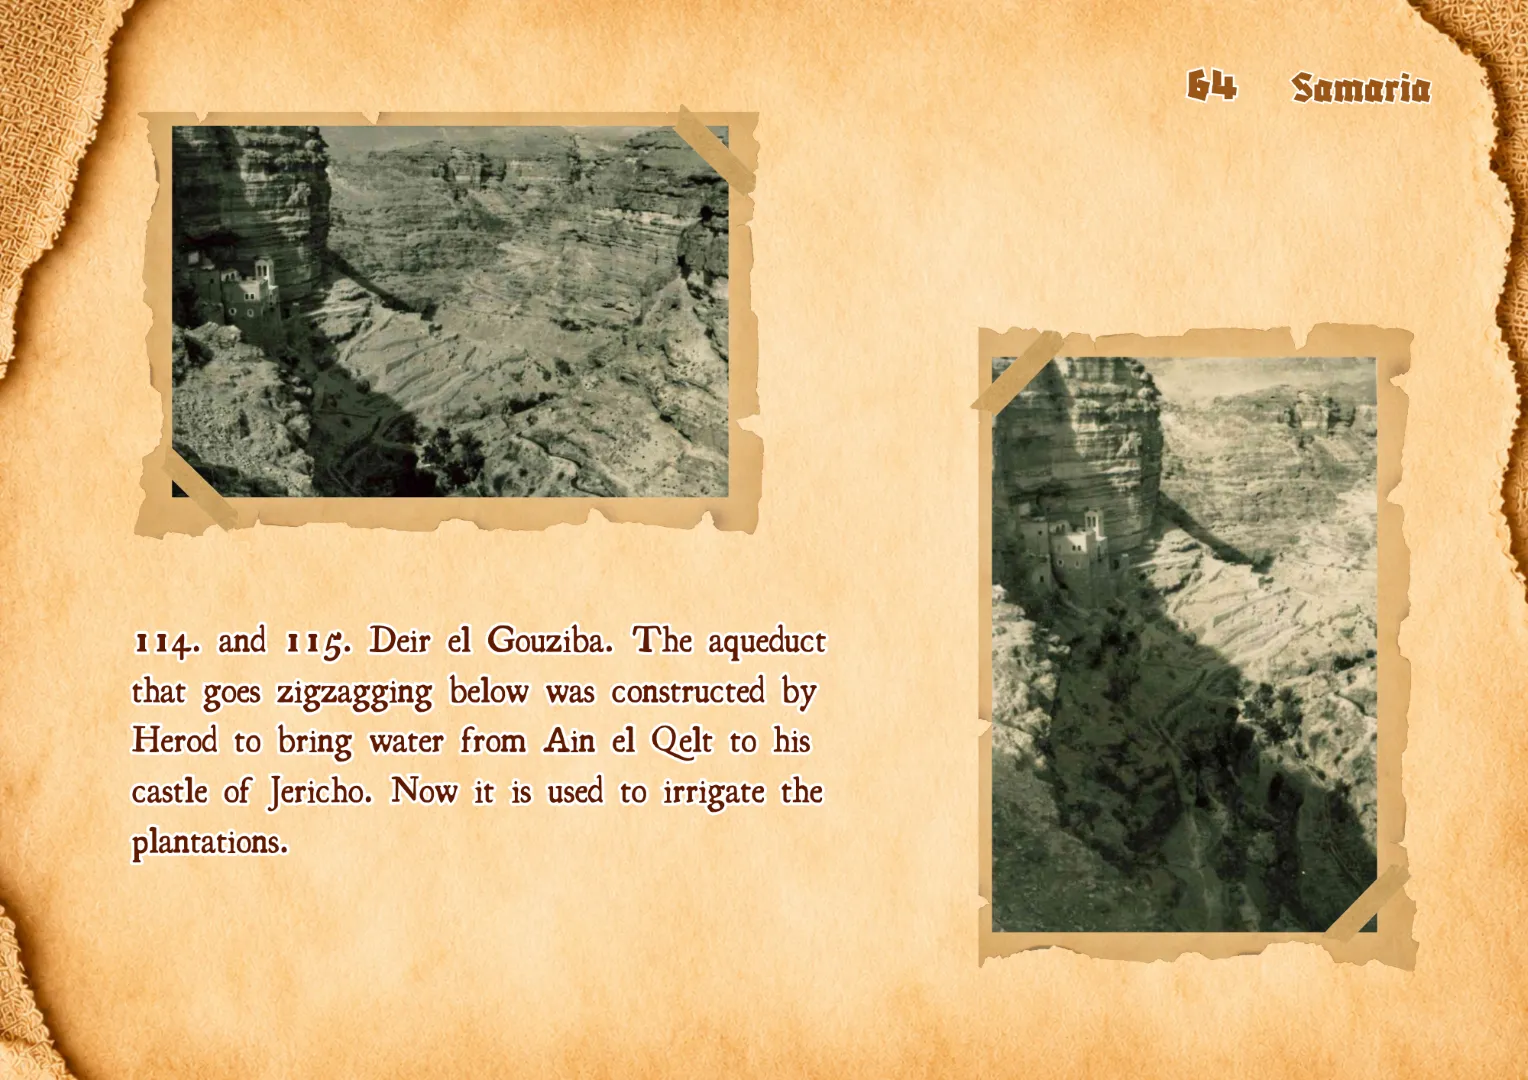 64 Samaria
114. and 115. Deir el Gouziba. The aqueduct
that goes zigzagging below was constructed by
Herod to bring water from Ain el Qelt to his
castle of Jericho. Now it is used to irrigate the
plantations.